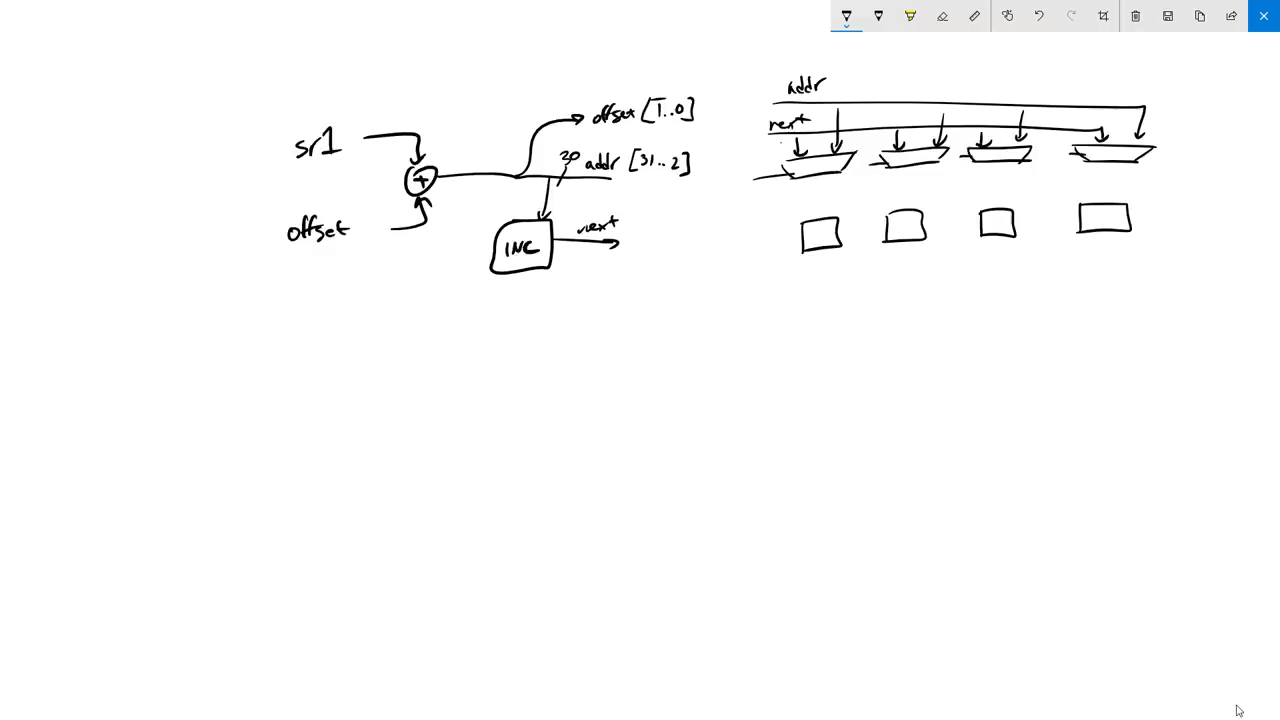 addr
offset [1..0]
next
sr1
30 addr [31..2]
offset
INC
next